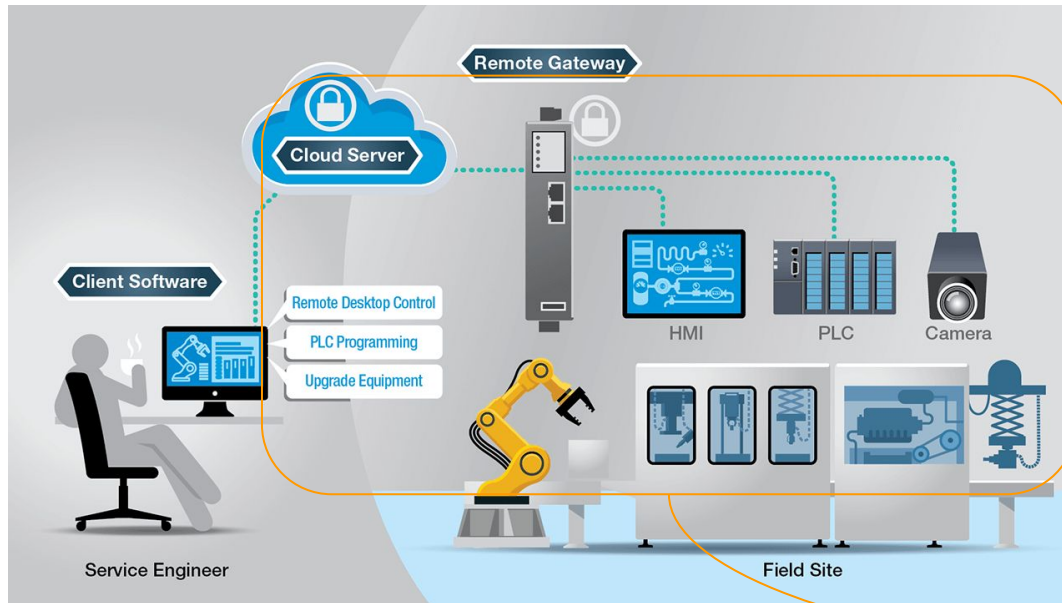 Remote Gateway
Cloud Server
Client Software
Remote Desktop Control
PLC Programming
Upgrade Equipment
HMI
PLC
Camera
Service Engineer
Field Site